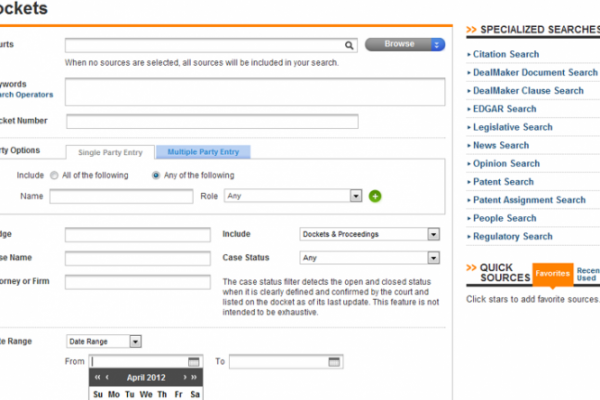 ockets
urts
Browse
When no sources are selected, all sources will be included in your search.
ywords
arch Operators
cket Number
rty Options
Single Party Entry
Multiple Party Entry
Include
All of the following
Any of the following
Name
Role
Any
dge
Include
Dockets & Proceedings
se Name
Case Status
Any
orney or Firm
The case status filter detects the open and closed status
when it is clearly defined and confirmed by the court and
listed on the docket as of its last update. This feature is not
intended to be exhaustive.
te Range
Date Range
From
To
April 2012
Su Mo Tu We Th Fr Sa
SPECIALIZED SEARCHES
Citation Search
DealMaker Document Search
DealMaker Clause Search
EDGAR Search
Legislative Search
News Search
Opinion Search
Patent Search
Patent Assignment Search
People Search
Regulatory Search
QUICK
SOURCES
Favorites
Recen
Used
Click stars to add favorite sources.